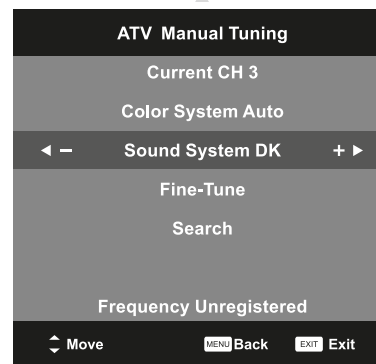 ATV Manual Tuning
Current CH 3
Color System Auto
− Sound System DK +
Fine-Tune
Search
Frequency Unregistered
Move MENU Back EXIT Exit